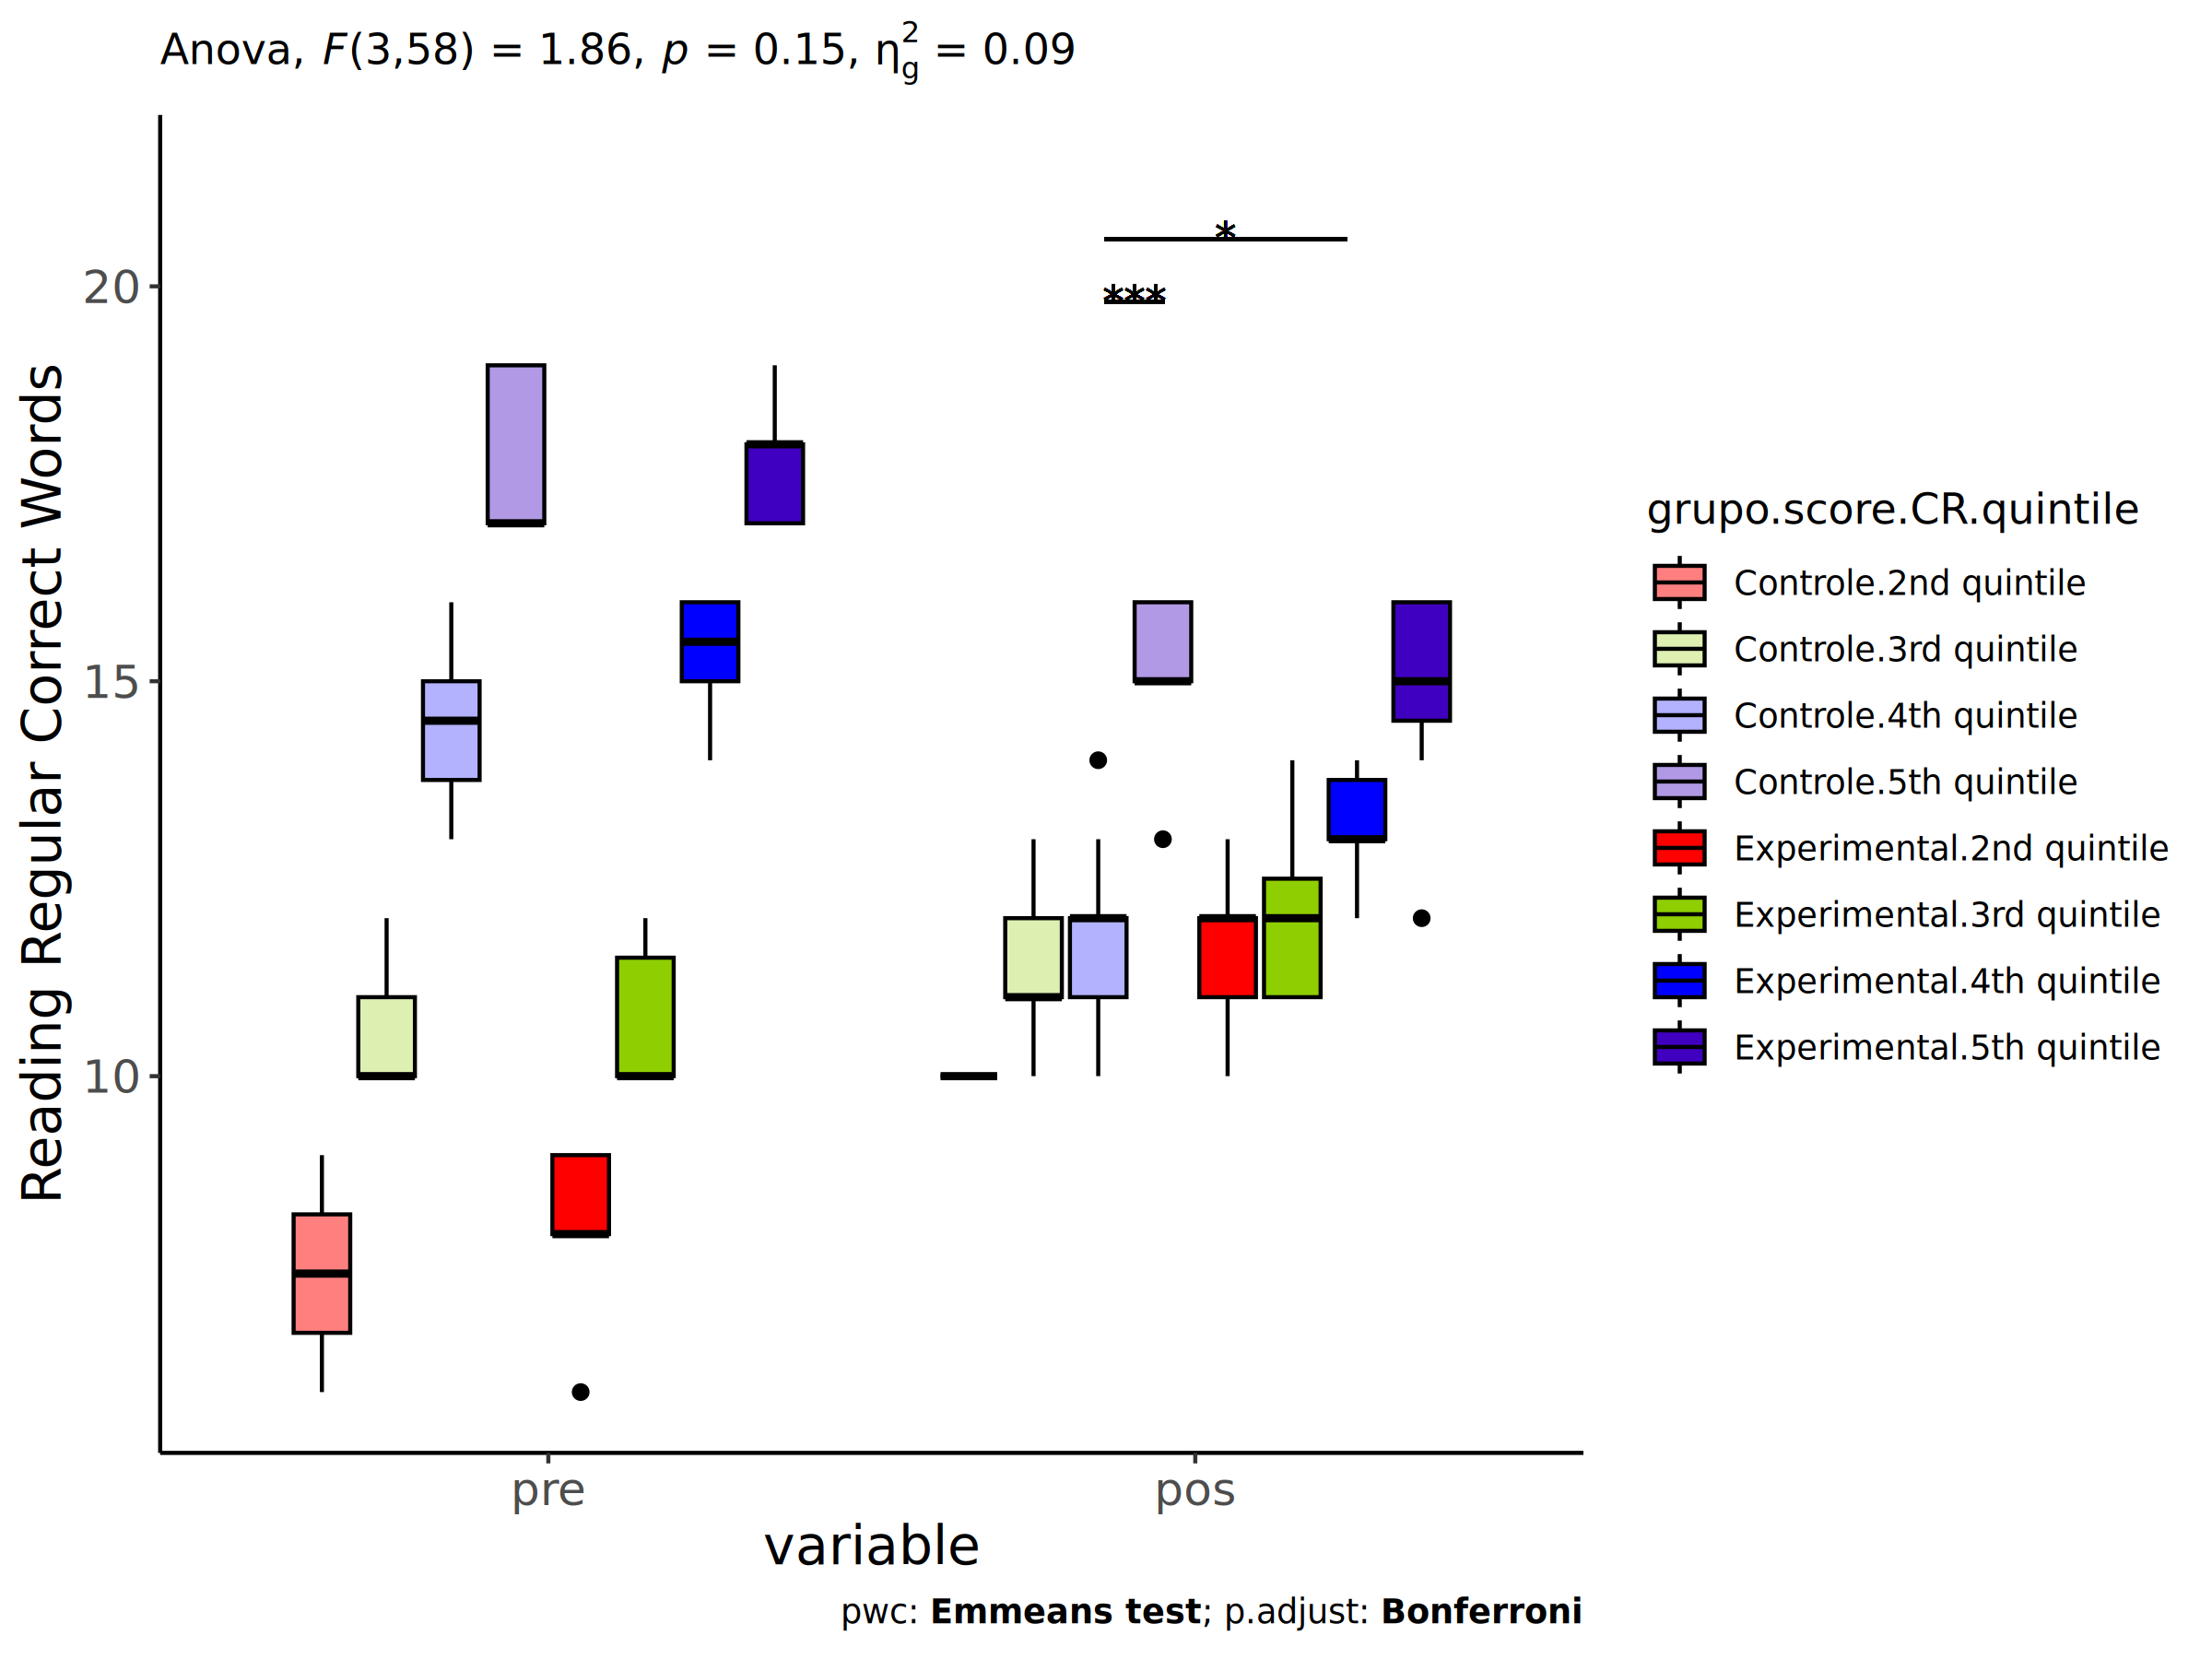 Anova, F(3,58) = 1.86, p = 0.15, η²g = 0.09
Reading Regular Correct Words
20
15
10
*
***
pre
pos
variable
pwc: Emmeans test; p.adjust: Bonferroni
grupo.score.CR.quintile
Controle.2nd quintile
Controle.3rd quintile
Controle.4th quintile
Controle.5th quintile
Experimental.2nd quintile
Experimental.3rd quintile
Experimental.4th quintile
Experimental.5th quintile